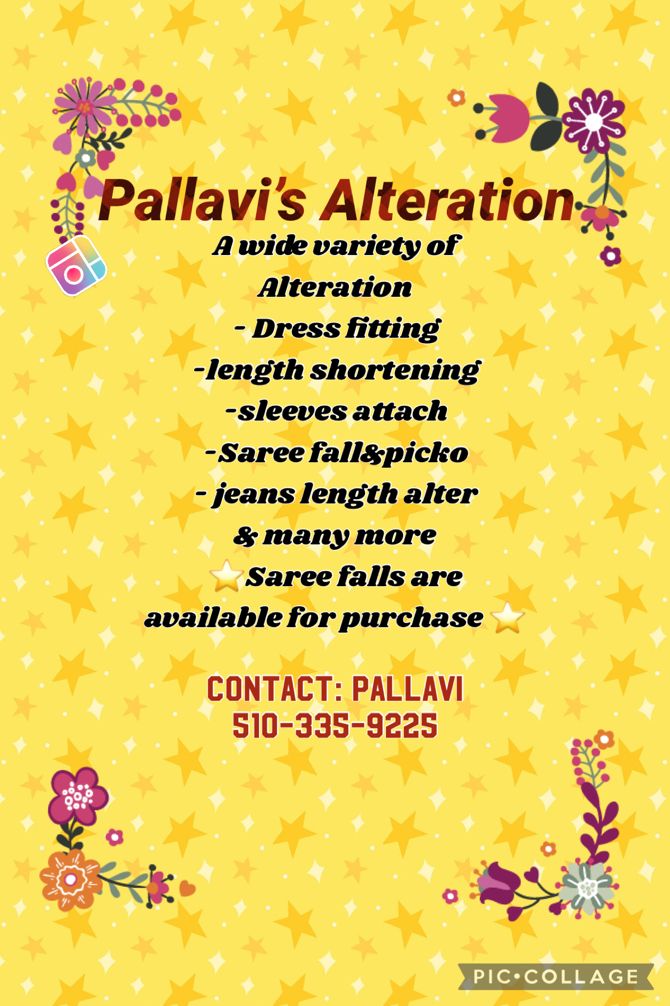 Pallavi's Alteration
A wide variety of
Alteration
- Dress fitting
-length shortening
-sleeves attach
-Saree fall&picko
- jeans length alter
& many more
⭐Saree falls are
available for purchase ⭐
CONTACT: PALLAVI
510-335-9225
PIC•COLLAGE